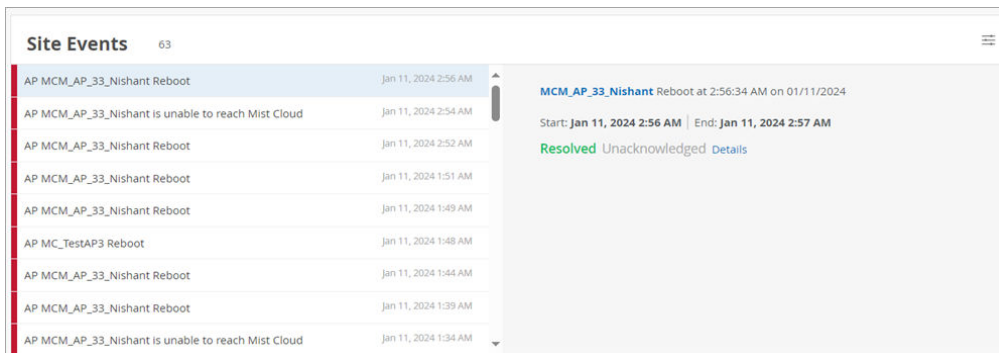 Site Events 63
AP MCM_AP_33_Nishant Reboot Jan 11, 2024 2:56 AM
AP MCM_AP_33_Nishant is unable to reach Mist Cloud Jan 11, 2024 2:54 AM
AP MCM_AP_33_Nishant Reboot Jan 11, 2024 2:52 AM
AP MCM_AP_33_Nishant Reboot Jan 11, 2024 1:51 AM
AP MCM_AP_33_Nishant Reboot Jan 11, 2024 1:49 AM
AP MC_TestAP3 Reboot Jan 11, 2024 1:48 AM
AP MCM_AP_33_Nishant Reboot Jan 11, 2024 1:44 AM
AP MCM_AP_33_Nishant Reboot Jan 11, 2024 1:39 AM
AP MCM_AP_33_Nishant is unable to reach Mist Cloud Jan 11, 2024 1:34 AM
MCM_AP_33_Nishant Reboot at 2:56:34 AM on 01/11/2024
Start: Jan 11, 2024 2:56 AM End: Jan 11, 2024 2:57 AM
Resolved Unacknowledged Details